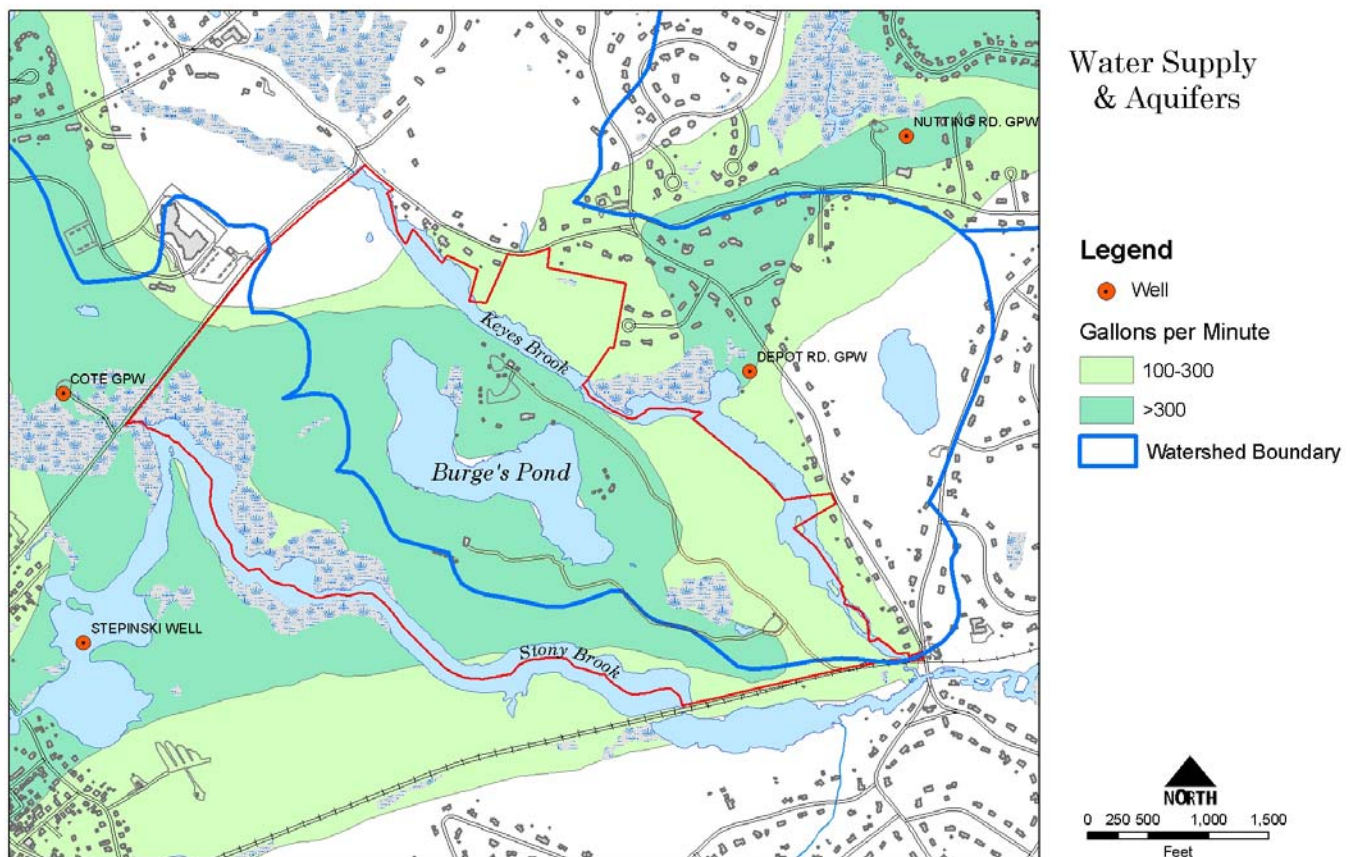 Water Supply
& Aquifers
NUTTING RD. GPW
Keyes Brook
DEPOT RD. GPW
COTE GPW
Burge's Pond
STEPINSKI WELL
Stony Brook
Legend
Well
Gallons per Minute
100-300
>300
Watershed Boundary
NORTH
0 250 500 1,000 1,500
Feet